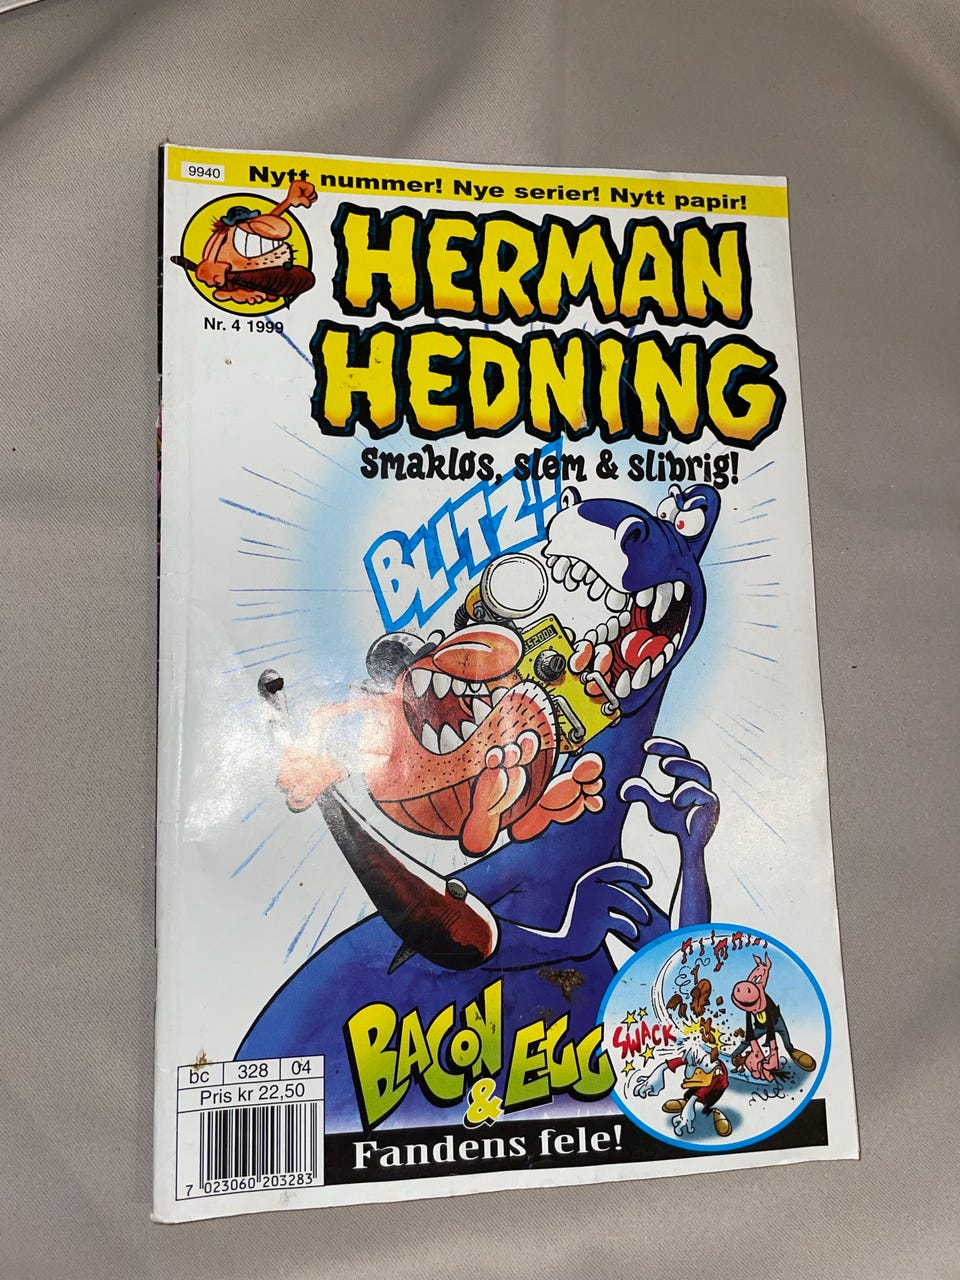 9940
Nytt nummer! Nye serier! Nytt papir!
Nr. 4 1999
HERMAN
HEDNING
Smakløs, slem & slibrig!
BLITZ!!
BACON
& EGG
SWACK
Fandens fele!
bc 328 04
Pris kr 22,50
7 023060 203283